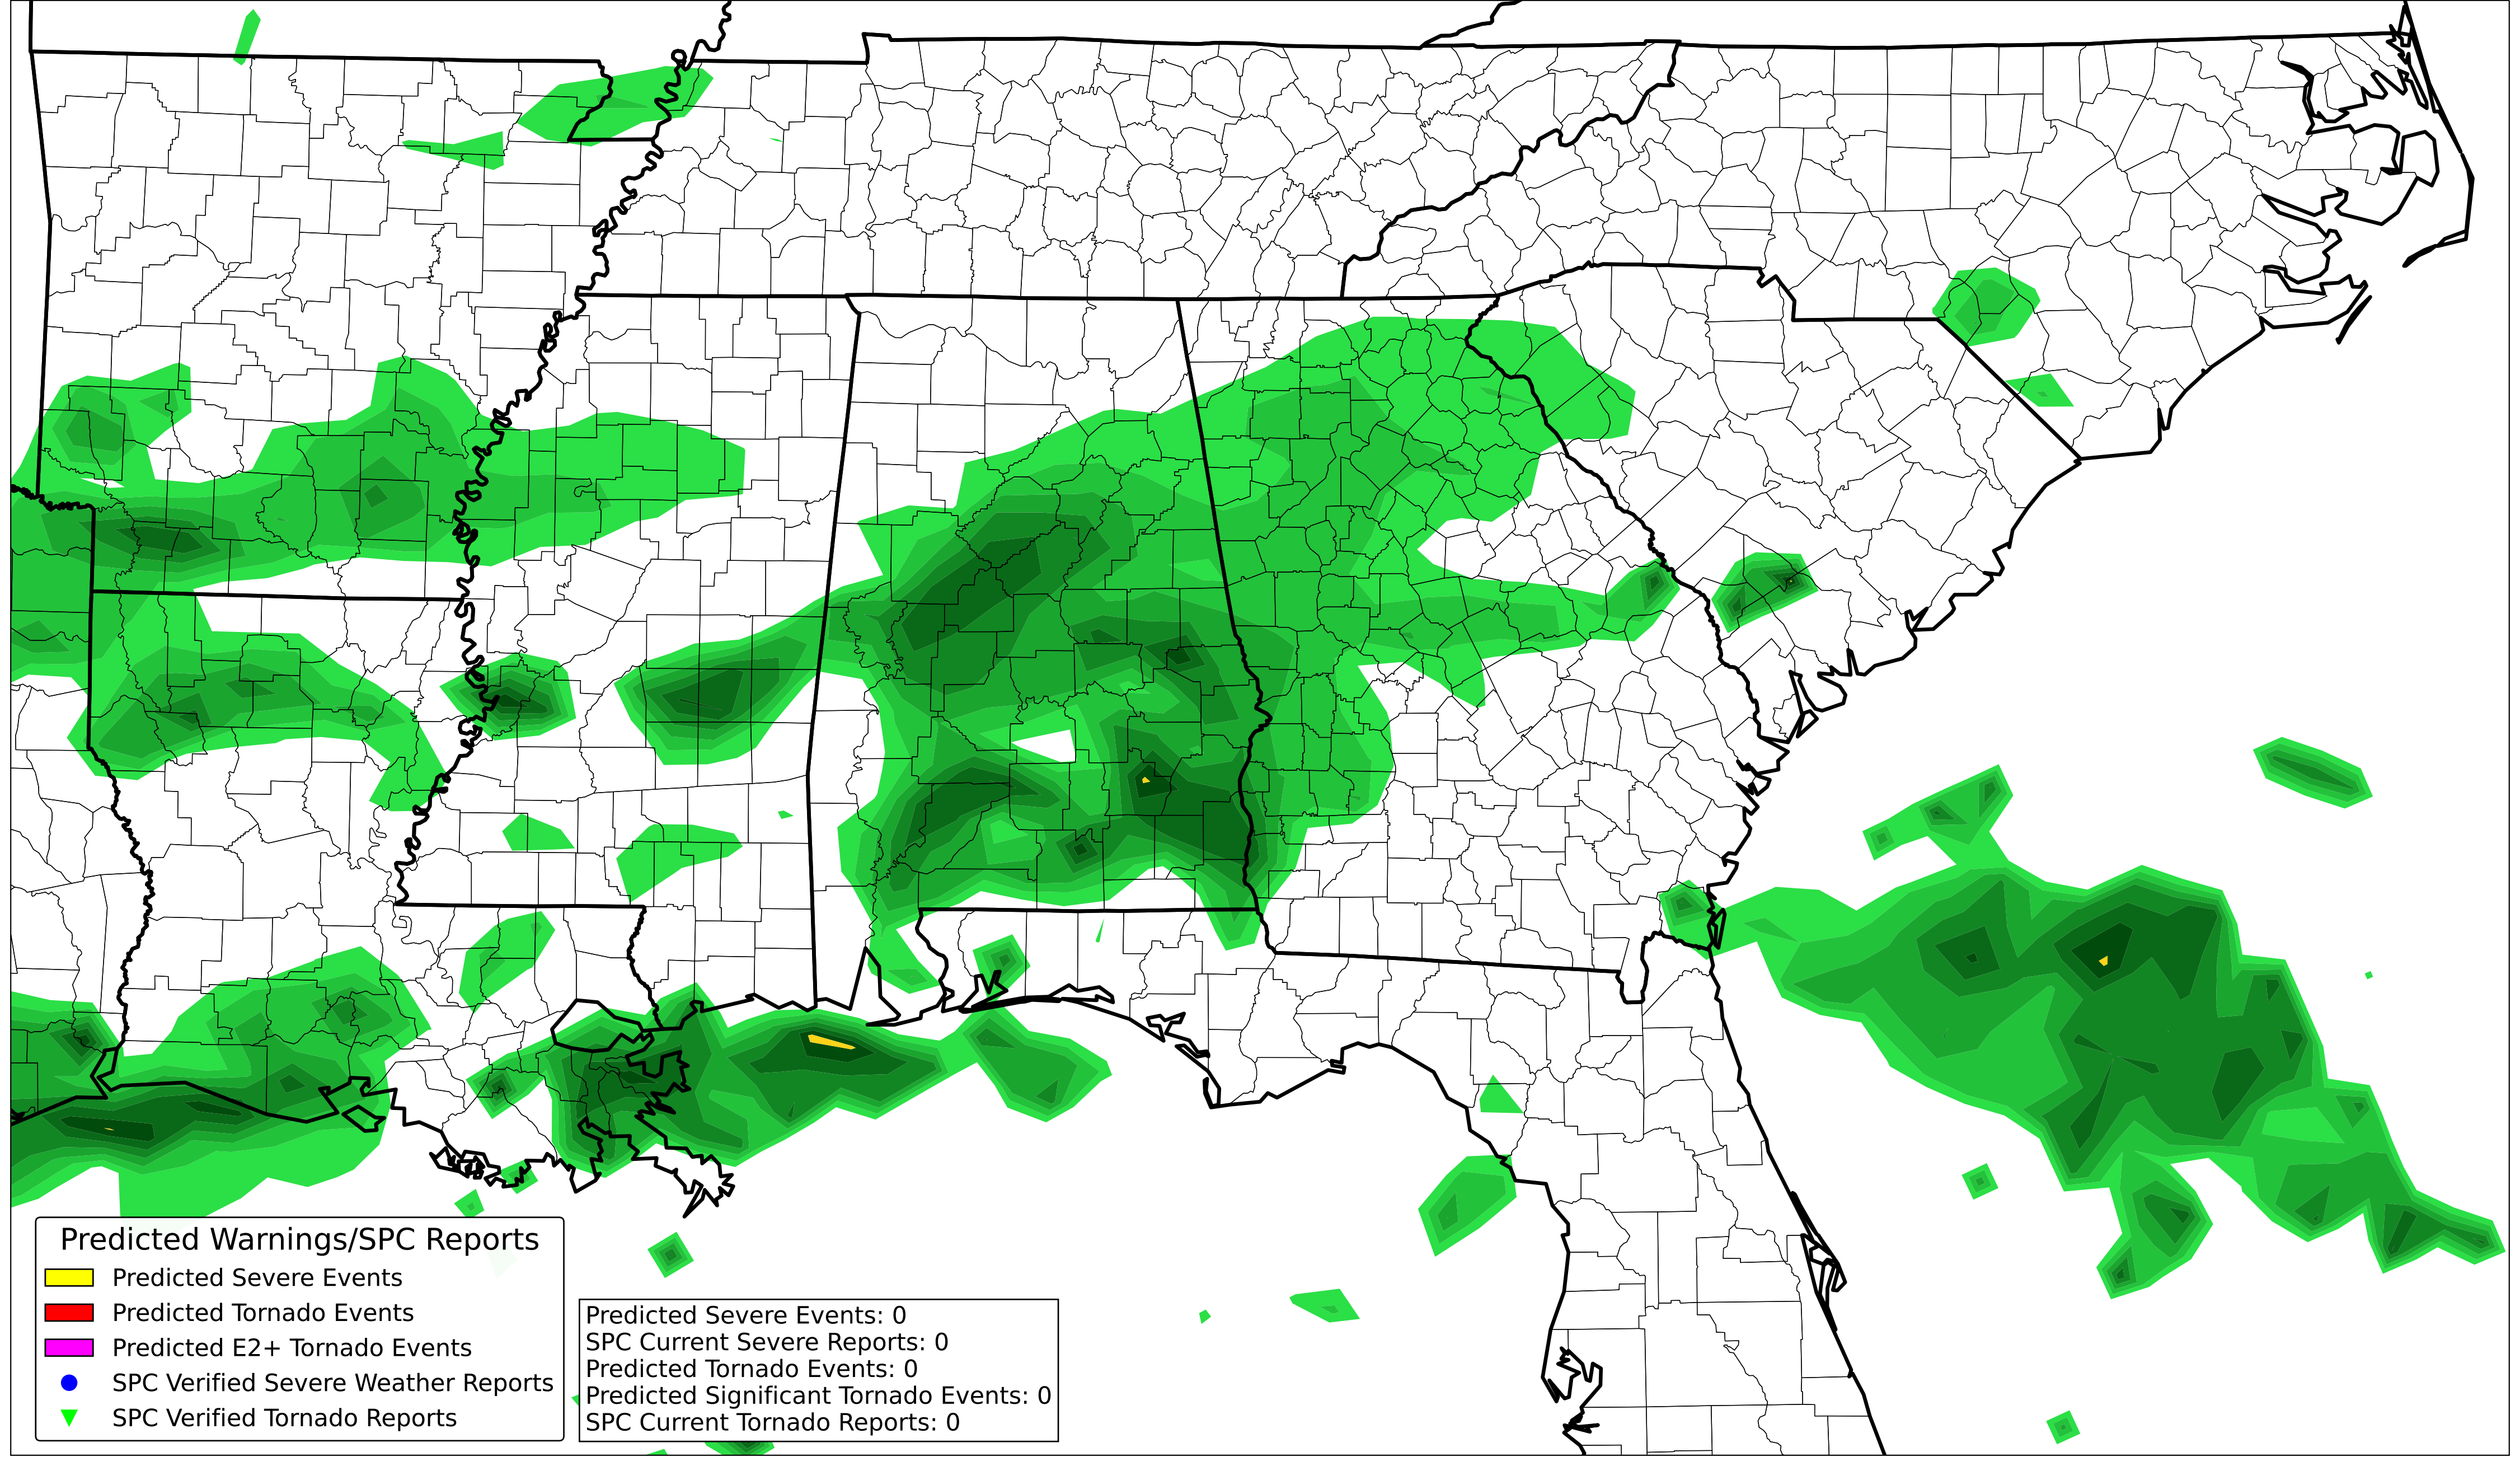 Predicted Warnings/SPC Reports
Predicted Severe Events
Predicted Tornado Events
Predicted E2+ Tornado Events
SPC Verified Severe Weather Reports
SPC Verified Tornado Reports
Predicted Severe Events: 0
SPC Current Severe Reports: 0
Predicted Tornado Events: 0
Predicted Significant Tornado Events: 0
SPC Current Tornado Reports: 0